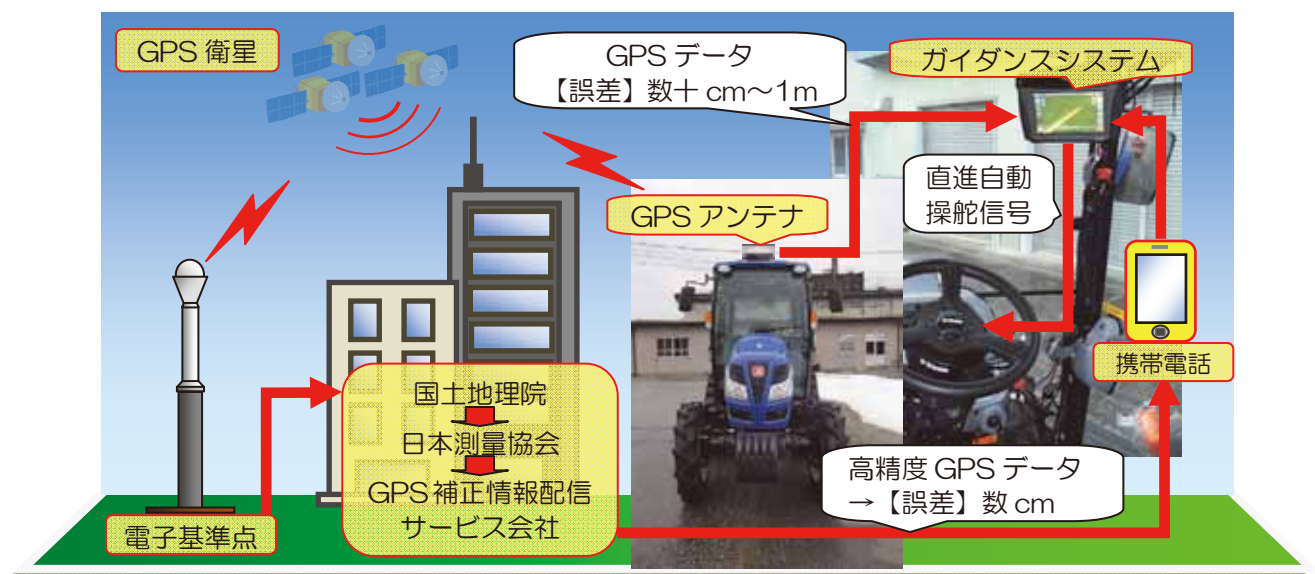 GPS 衛星
GPS データ
【誤差】数十 cm～1m
ガイダンスシステム
直進自動
操舵信号
GPS アンテナ
携帯電話
国土地理院
日本測量協会
GPS 補正情報配信
サービス会社
高精度 GPS データ
→【誤差】数 cm
電子基準点